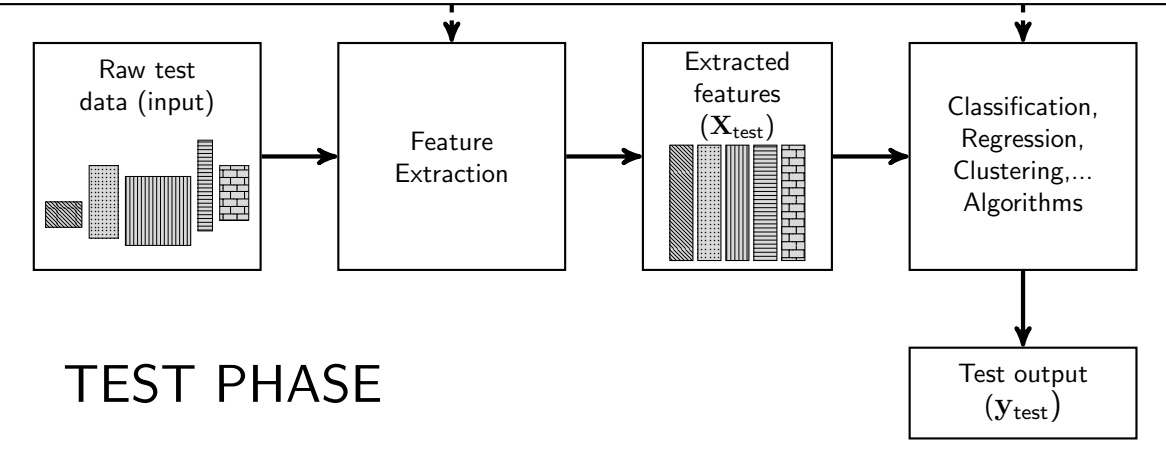 Raw test
data (input)
Feature
Extraction
Extracted
features
(X_test)
Classification,
Regression,
Clustering,...
Algorithms
TEST PHASE
Test output
(y_test)